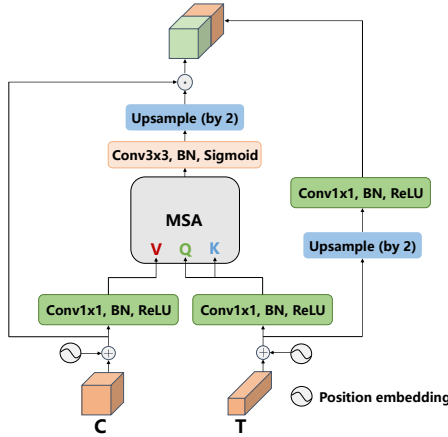 Upsample (by 2)
Conv3x3, BN, Sigmoid
MSA
V Q K
Conv1x1, BN, ReLU
Upsample (by 2)
Conv1x1, BN, ReLU
Conv1x1, BN, ReLU
C
T
Position embedding